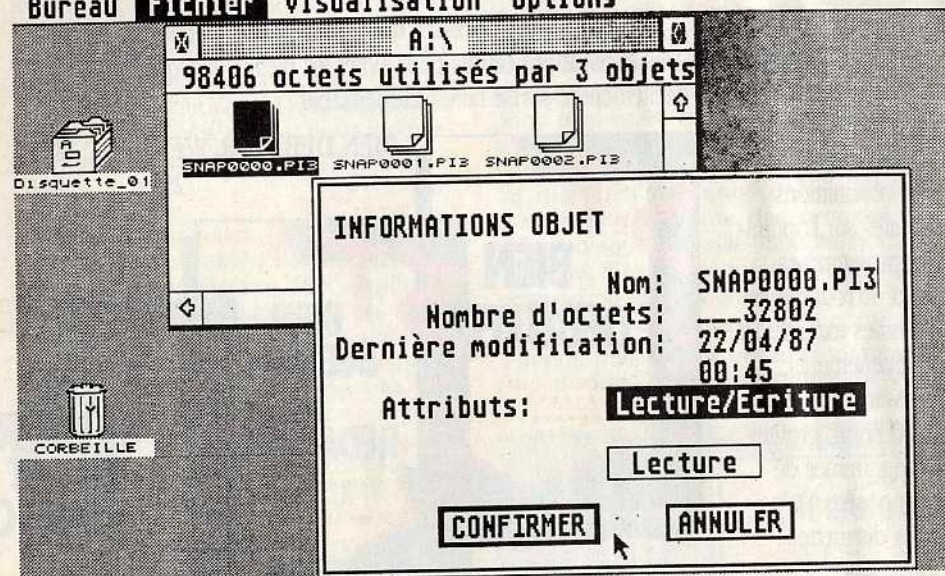 Bureau Fichier Visualisation Options
A:\
98406 octets utilisés par 3 objets
SNAP0000.PI3 SNAP0001.PI3 SNAP0002.PI3
A
Disquette_01
INFORMATIONS OBJET
Nom: SNAP0000.PI3
Nombre d'octets: ___32802
Dernière modification: 22/04/87
00:45
Attributs: Lecture/Ecriture
Lecture
CORBEILLE
CONFIRMER ANNULER